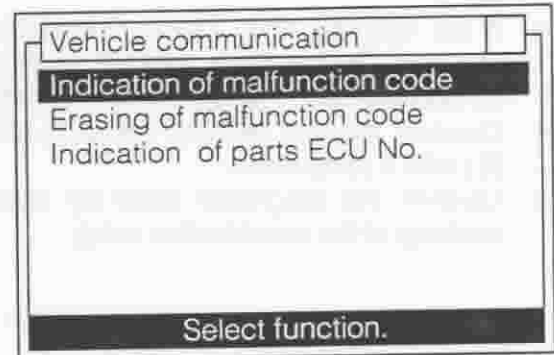 Vehicle communication
Indication of malfunction code
Erasing of malfunction code
Indication of parts ECU No.
Select function.